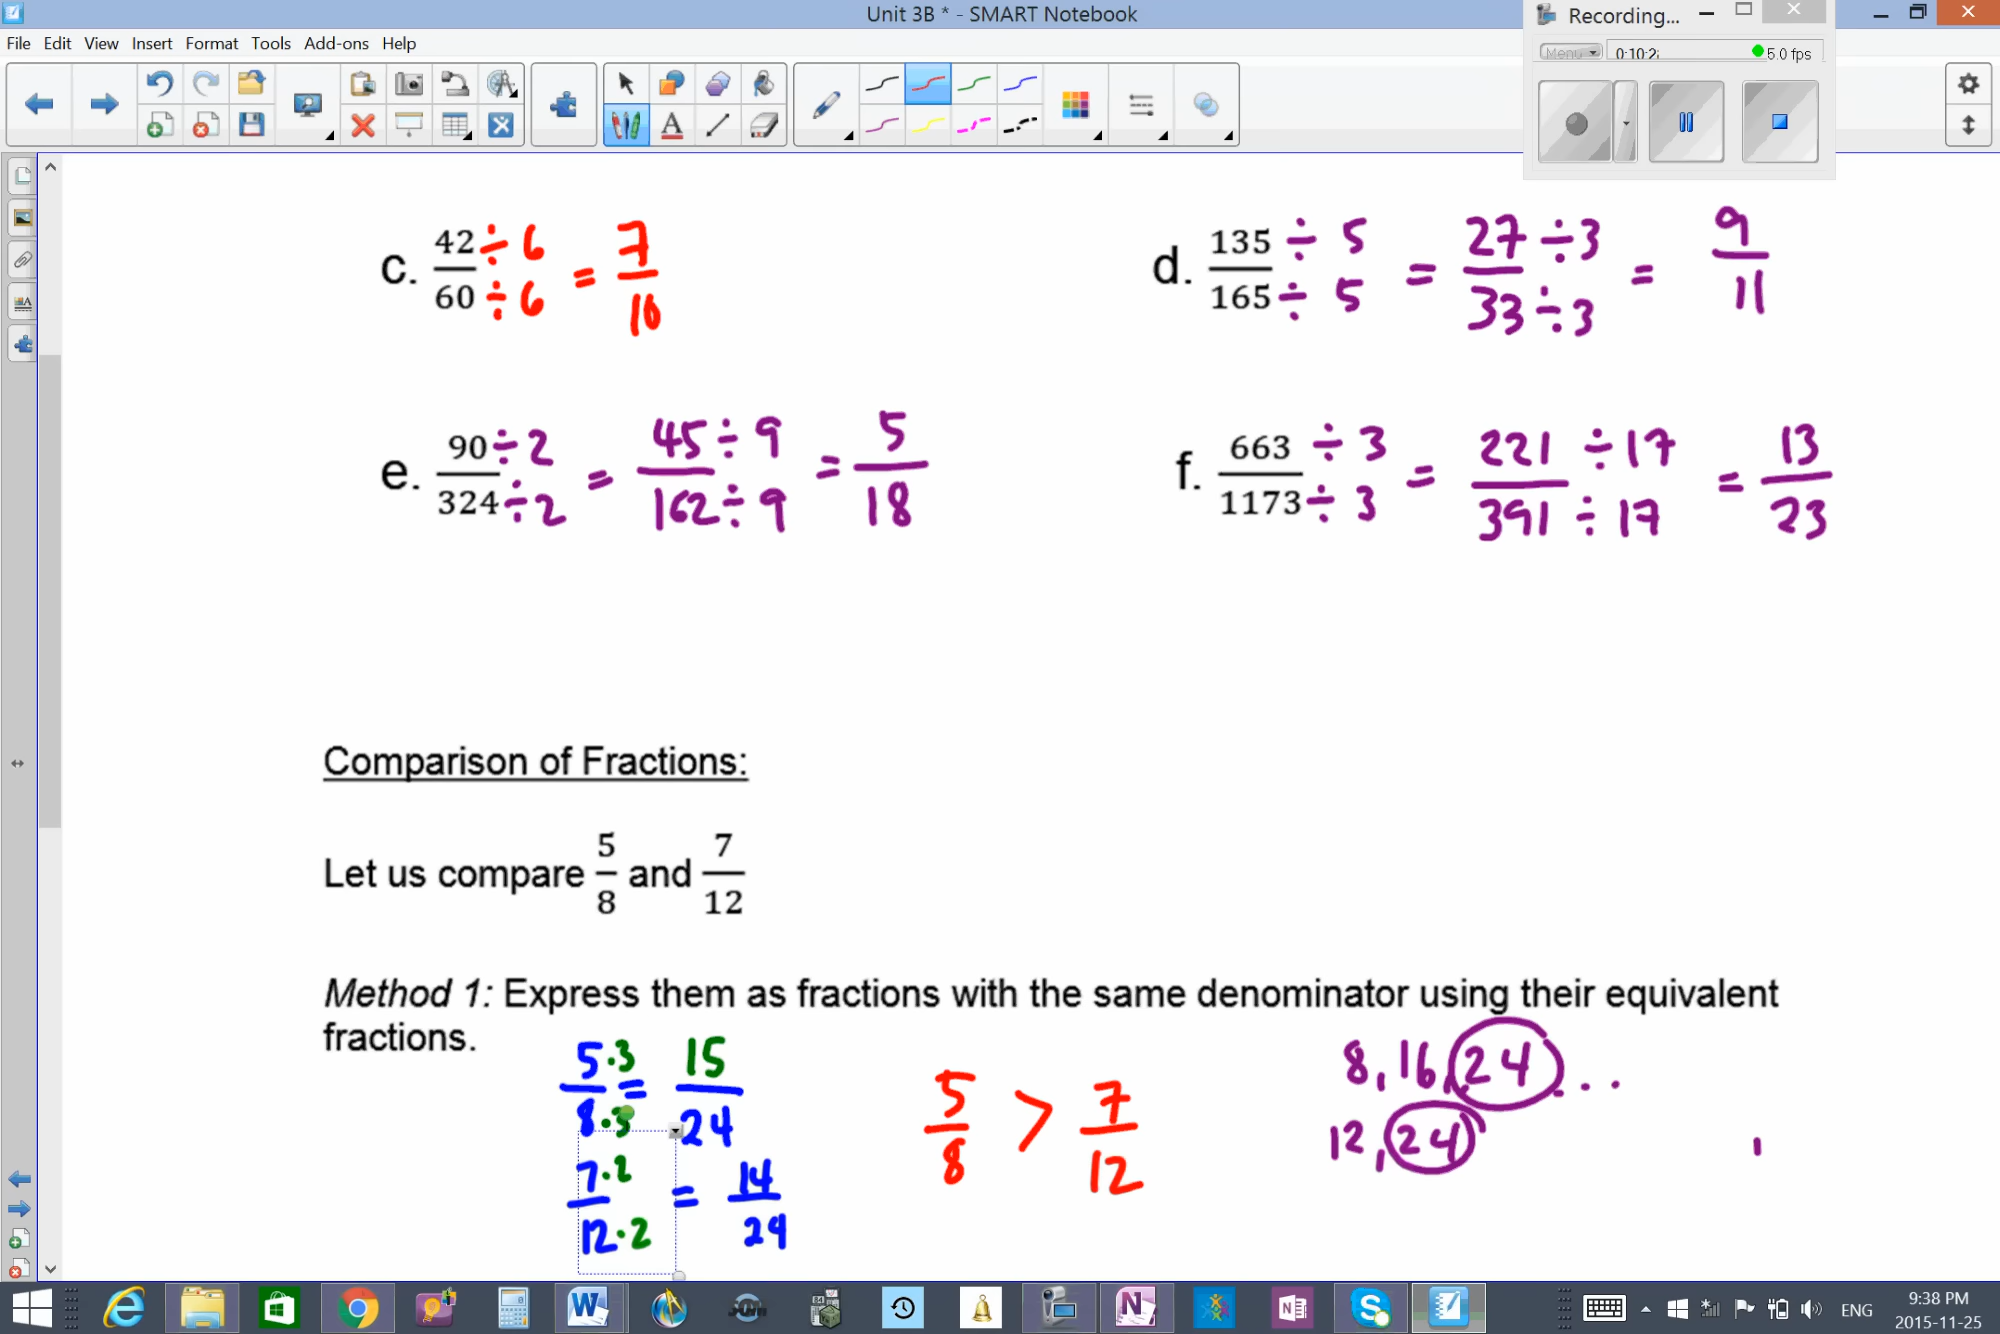 Unit 3B * - SMART Notebook
Recording...
File Edit View Insert Format Tools Add-ons Help
Menu
5.0 fps
c. 42/60 ÷ 6/÷ 6 = 7/10
d. 135/165 ÷ 5/÷ 5 = 27/33 ÷3/÷3 = 9/11
e. 90/324 ÷2/÷2 = 45/162 ÷9/÷9 = 5/18
f. 663/1173 ÷ 3/÷ 3 = 221/391 ÷17/÷17 = 13/23
Comparison of Fractions:
Let us compare 5/8 and 7/12
Method 1: Express them as fractions with the same denominator using their equivalent
fractions.
5·3/8·3 = 15/24
7·2/12·2 = 14/24
5/8 > 7/12
8, 16, 24, ...
12, 24
ENG
9:38 PM
2015-11-25